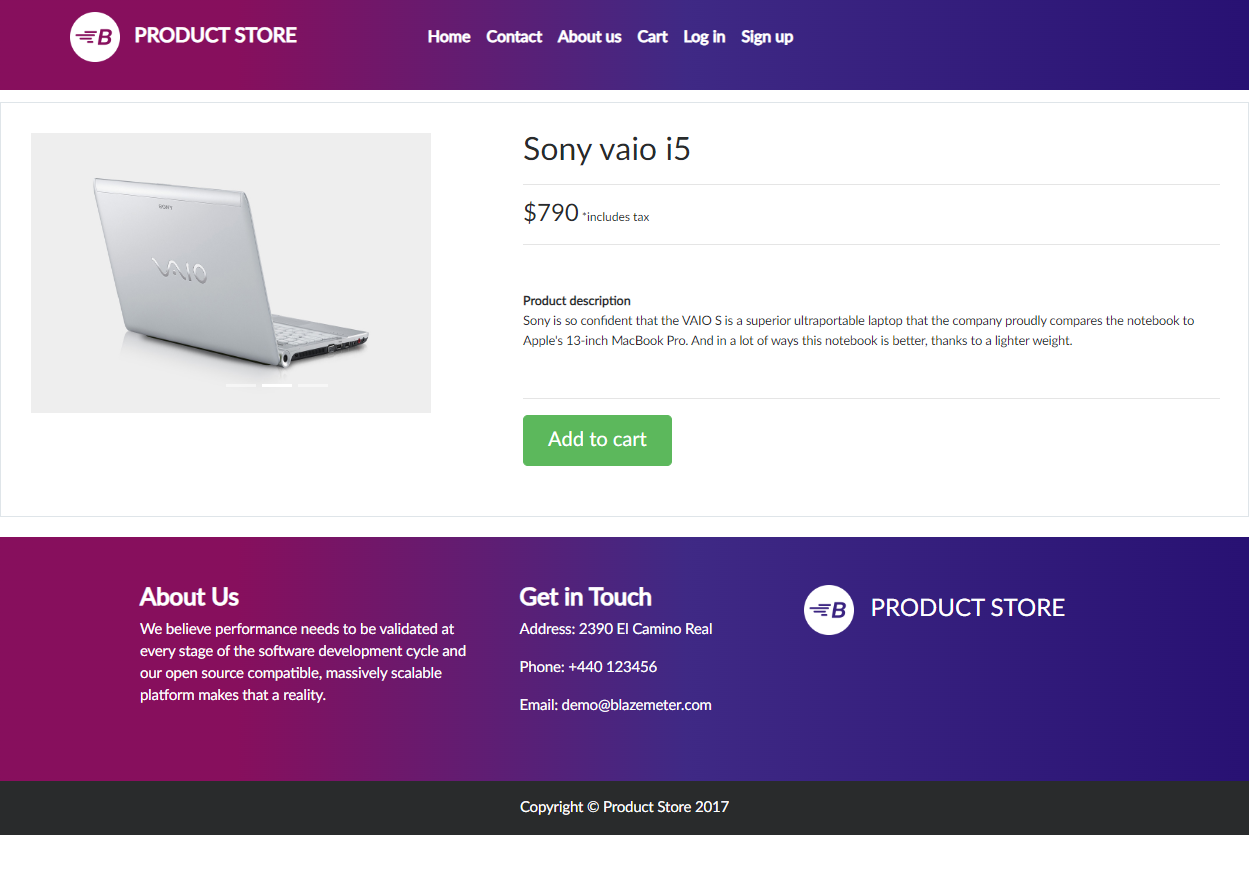 B PRODUCT STORE
Home Contact About us Cart Log in Sign up
SONY
VAIO
Sony vaio i5
$790 *includes tax
Product description
Sony is so confident that the VAIO S is a superior ultraportable laptop that the company proudly compares the notebook to
Apple's 13-inch MacBook Pro. And in a lot of ways this notebook is better, thanks to a lighter weight.
Add to cart
About Us
We believe performance needs to be validated at
every stage of the software development cycle and
our open source compatible, massively scalable
platform makes that a reality.
Get in Touch
Address: 2390 El Camino Real
Phone: +440 123456
Email: demo@blazemeter.com
B PRODUCT STORE
Copyright © Product Store 2017